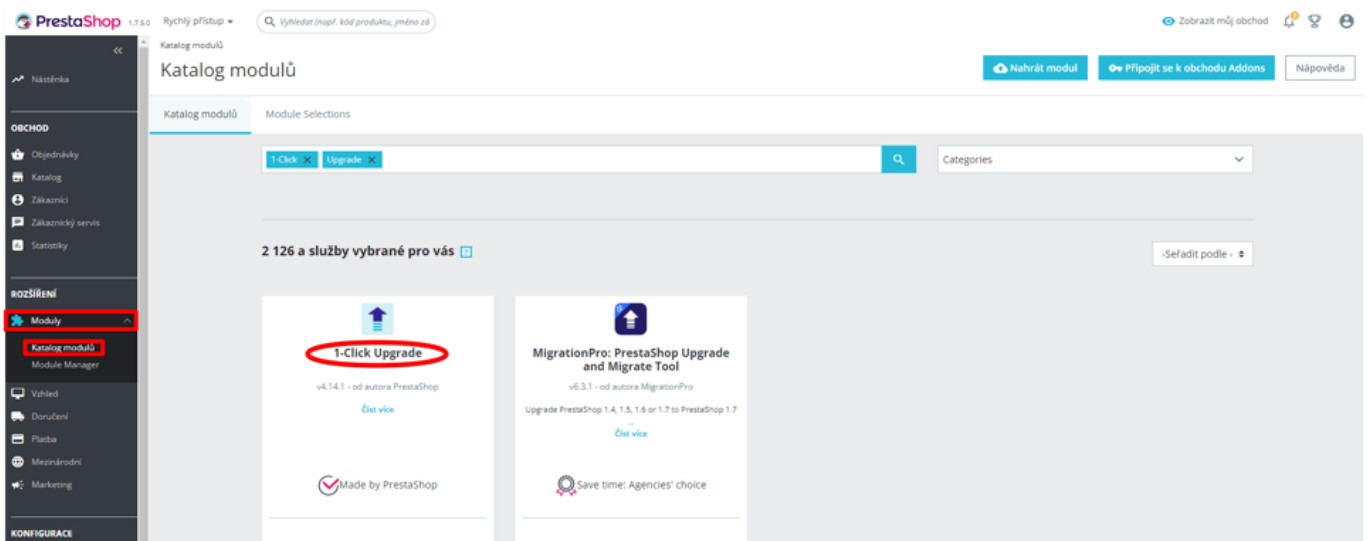 PrestaShop 1.7.5.0 Rychlý přístup
Vyhledat (např. kód produktu, jméno zá
Zobrazit můj obchod
Katalog modulů
Katalog modulů
Nahrát modul
Připojit se k obchodu Addons
Nápověda
Katalog modulů Module Selections
Nástěnka
OBCHOD
Objednávky
Katalog
Zákazníci
Zákaznický servis
Statistiky
ROZŠÍŘENÍ
Moduly
Katalog modulů
Module Manager
Vzhled
Doručení
Platba
Mezinárodní
Marketing
KONFIGURACE
1-Click Upgrade
Categories
2 126 a služby vybrané pro vás
-Seřadit podle -
1-Click Upgrade
v4.14.1 - od autora PrestaShop
Číst více
Made by PrestaShop
MigrationPro: PrestaShop Upgrade
and Migrate Tool
v6.3.1 - od autora MigrationPro
Upgrade PrestaShop 1.4, 1.5, 1.6 or 1.7 to PrestaShop 1.7
...
Číst více
Save time: Agencies' choice